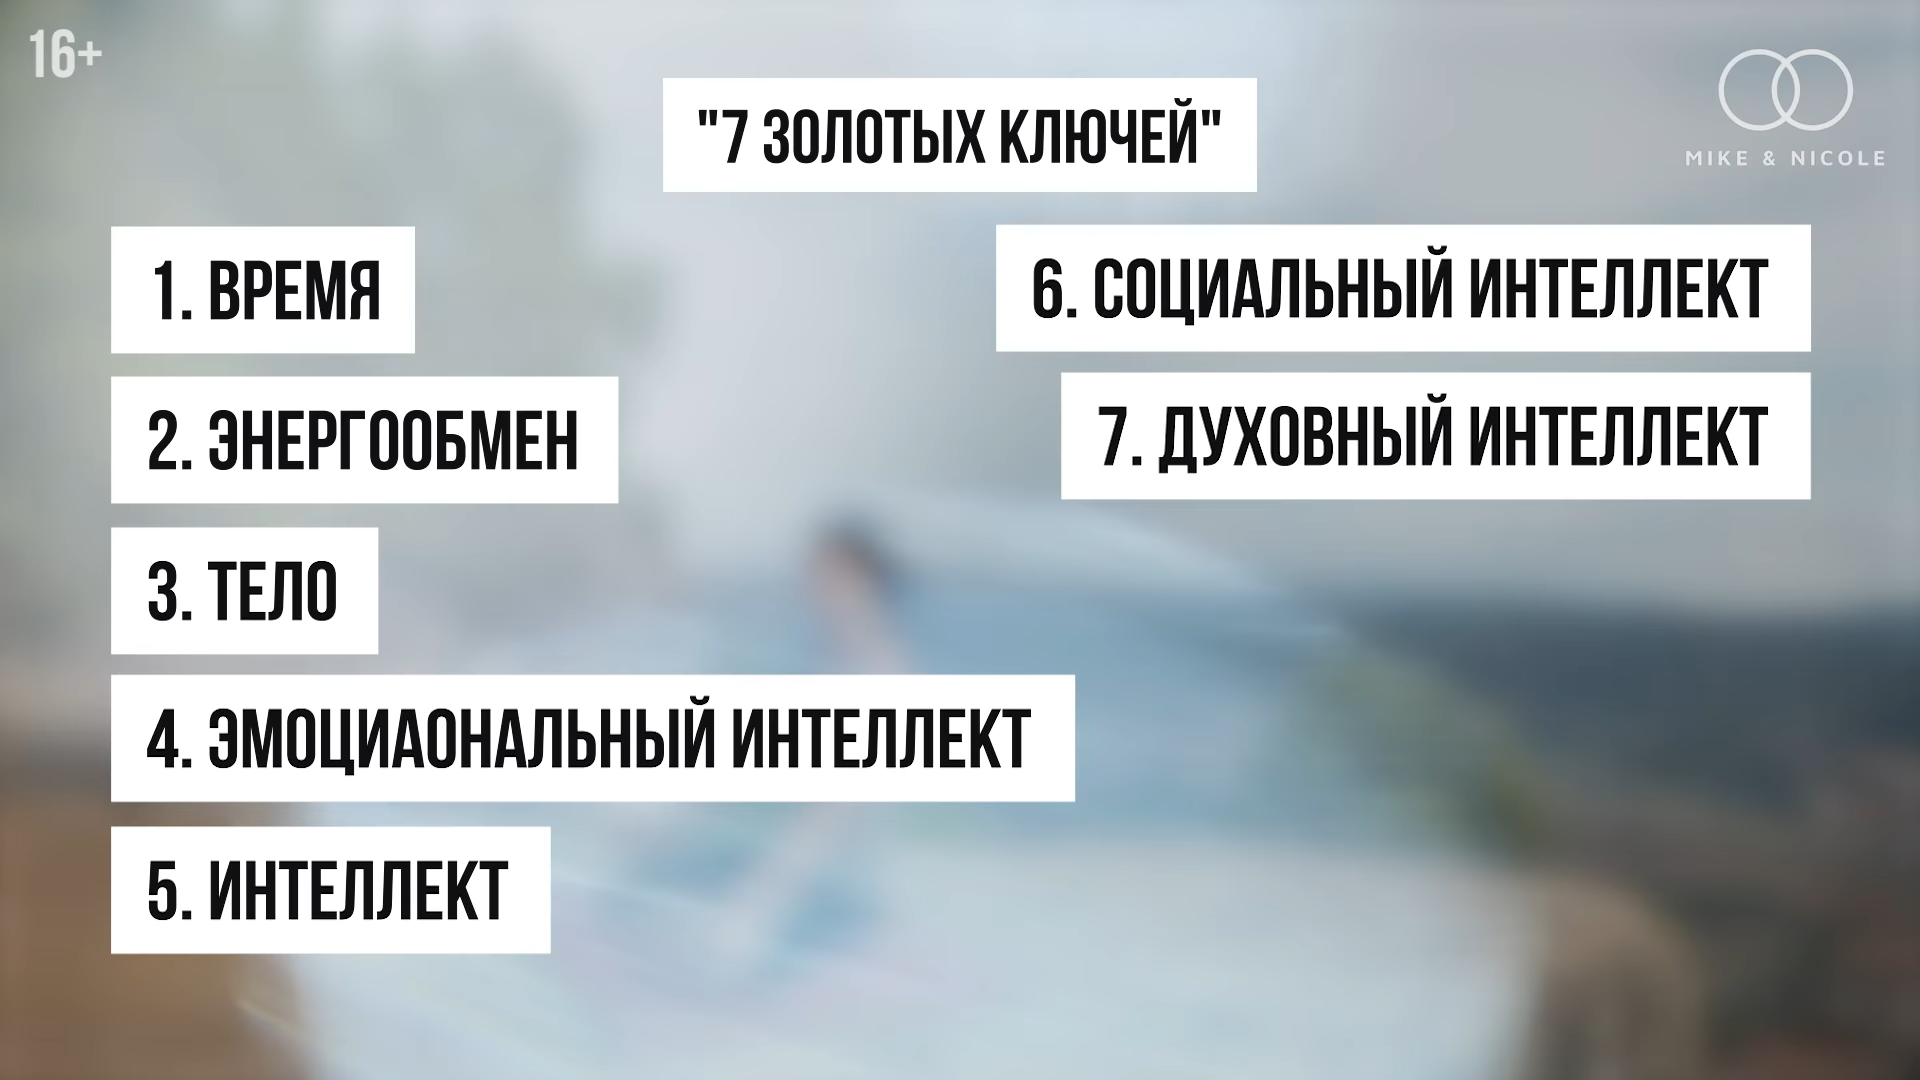 16+
MIKE & NICOLE
"7 ЗОЛОТЫХ КЛЮЧЕЙ"
1. ВРЕМЯ
2. ЭНЕРГООБМЕН
3. ТЕЛО
4. ЭМОЦИАОНАЛЬНЫЙ ИНТЕЛЛЕКТ
5. ИНТЕЛЛЕКТ
6. СОЦИАЛЬНЫЙ ИНТЕЛЛЕКТ
7. ДУХОВНЫЙ ИНТЕЛЛЕКТ